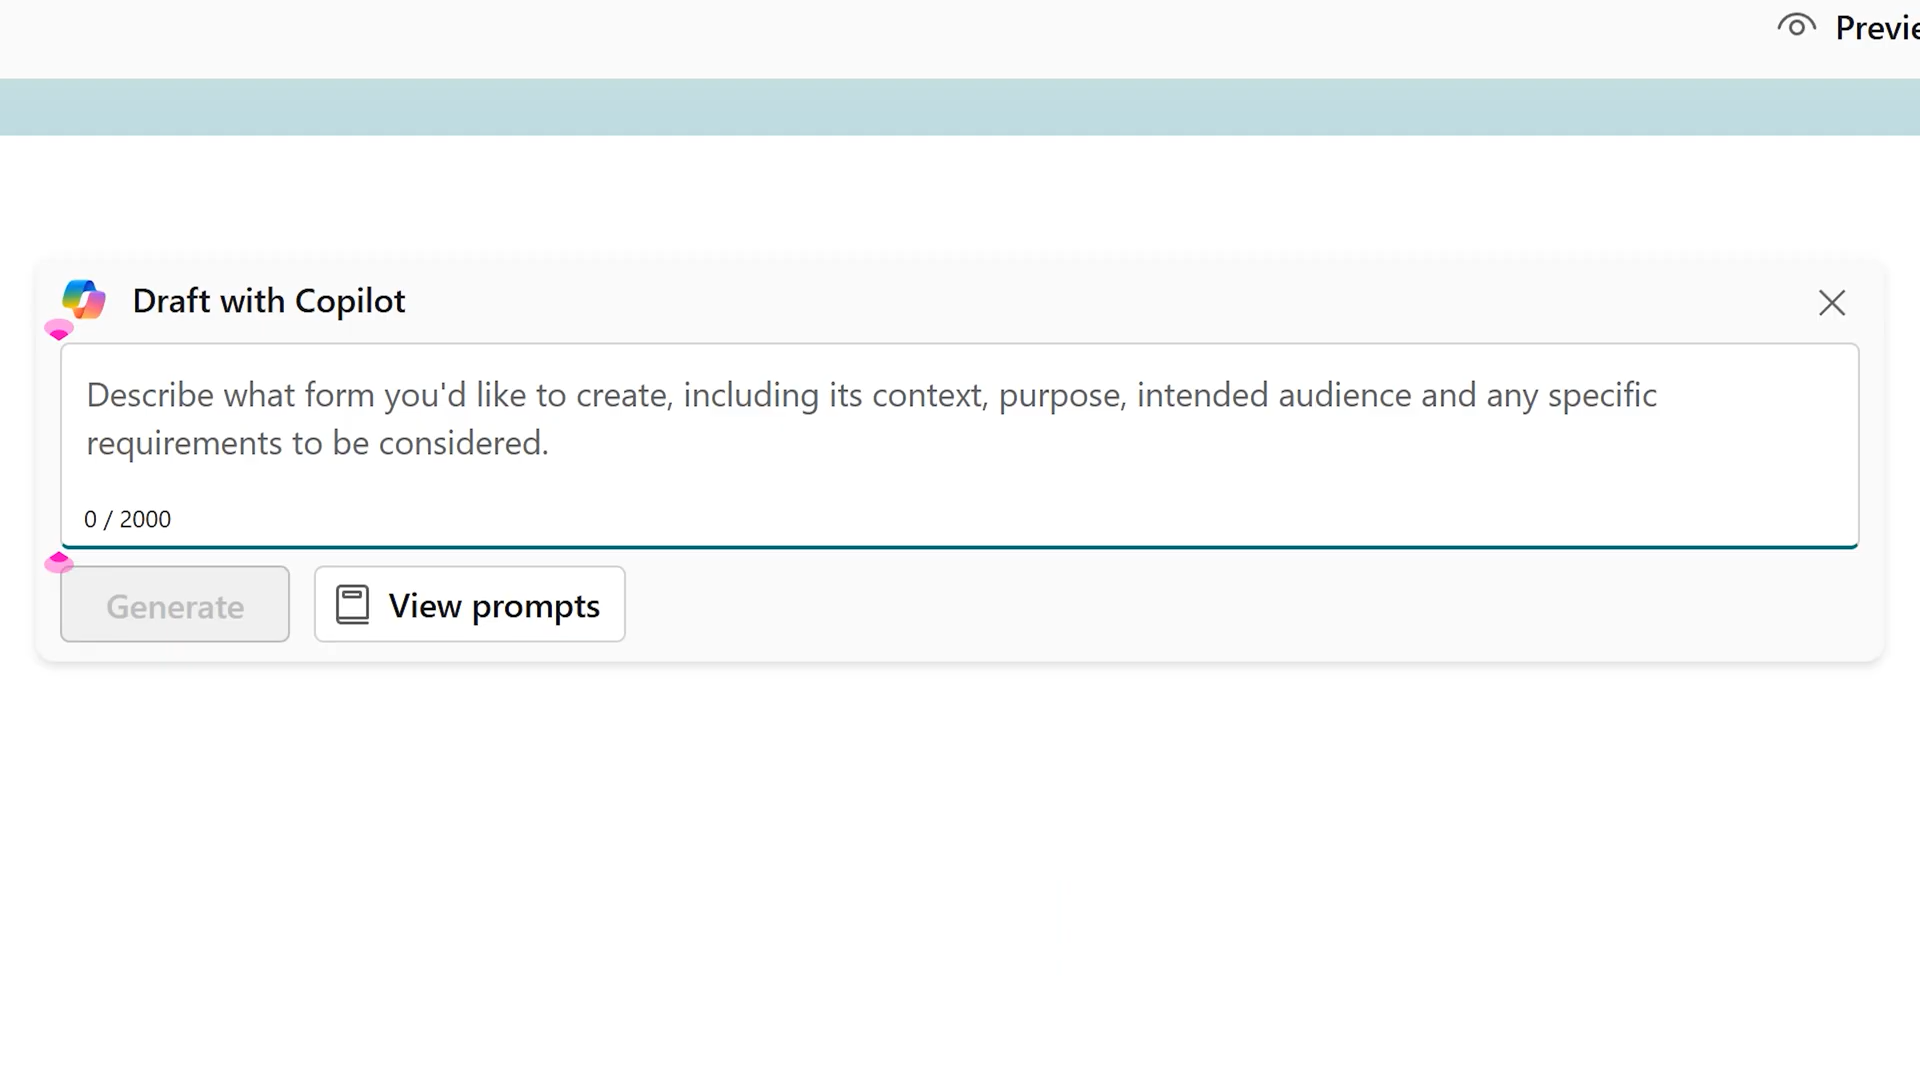 Previe
Draft with Copilot
Describe what form you'd like to create, including its context, purpose, intended audience and any specific
requirements to be considered.
0 / 2000
Generate
View prompts